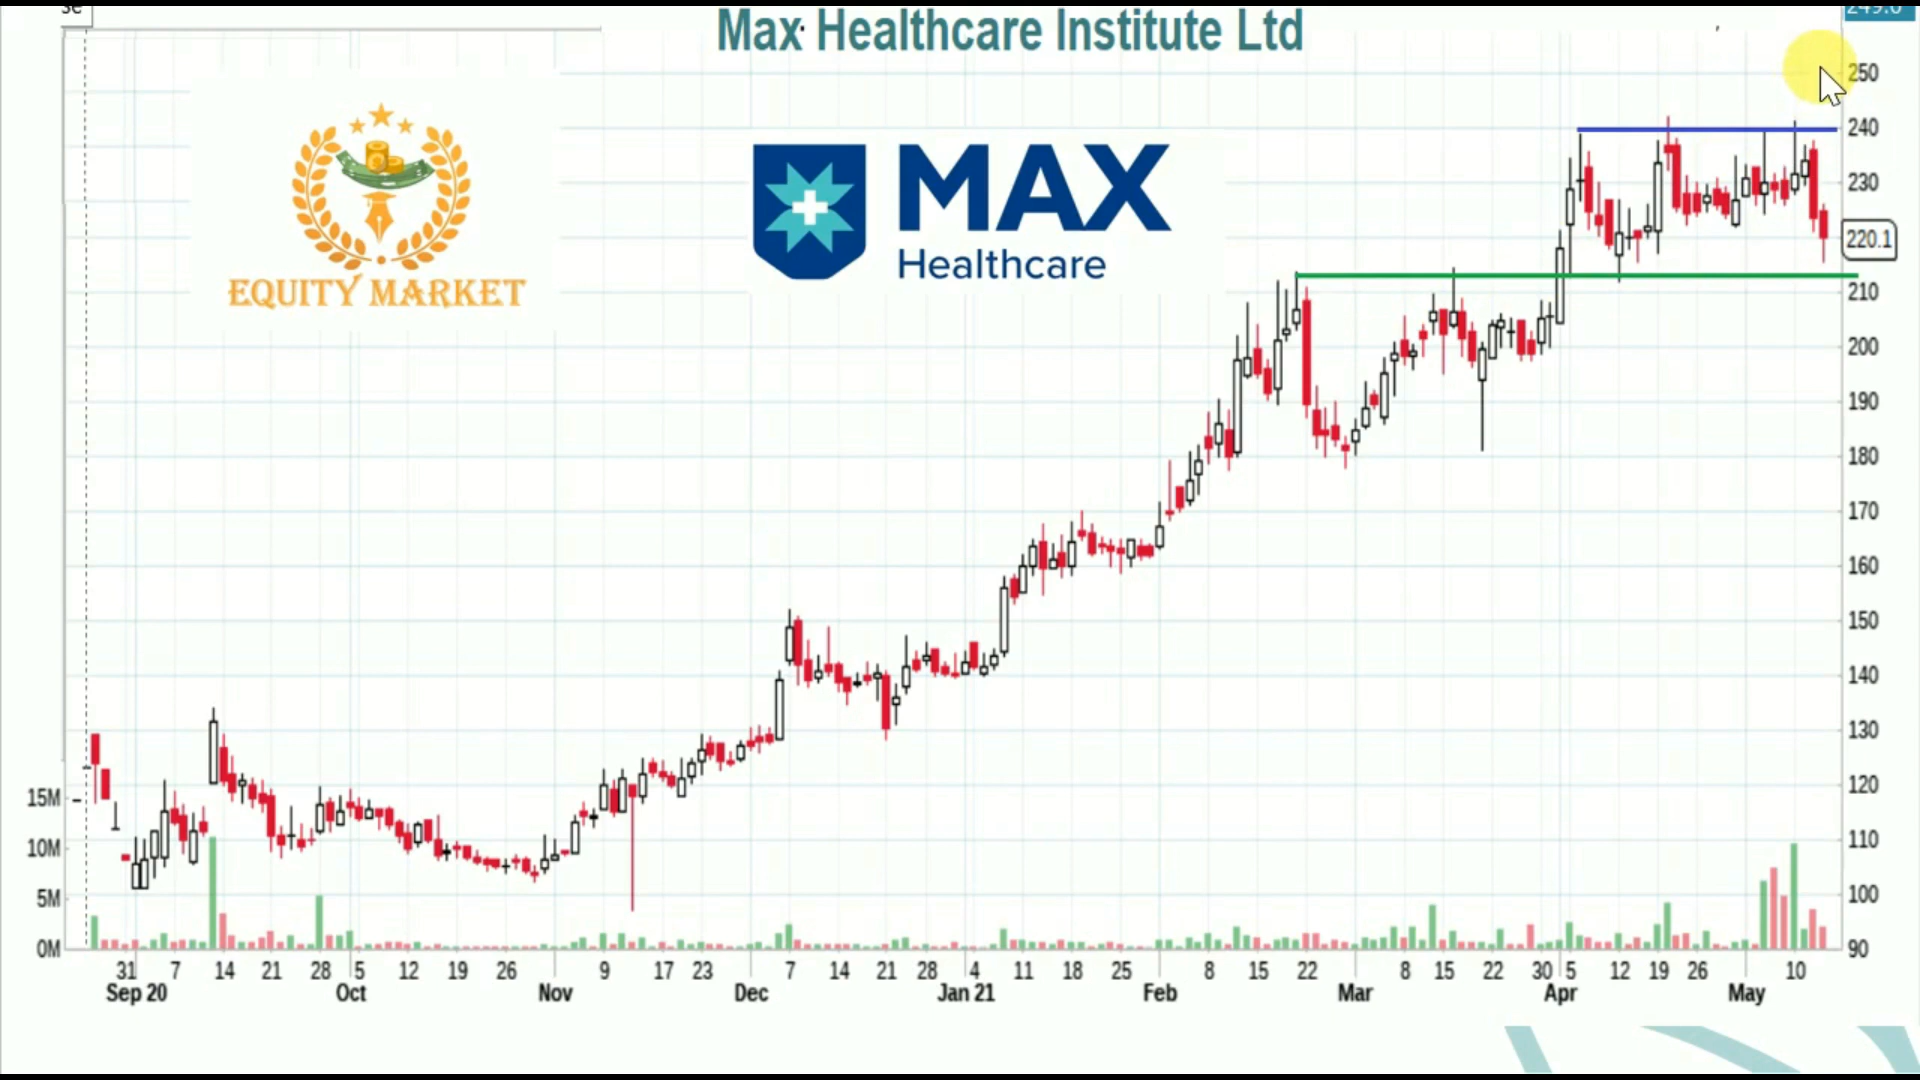 Max Healthcare Institute Ltd
249.0
250
240
230
220.1
210
200
190
180
170
160
150
140
130
120
110
100
90
EQUITY MARKET
MAX
Healthcare
15M
10M
5M
0M
31 7 14 21 28 5 12 19 26 9 17 23 7 14 21 28 4 11 18 25 8 15 22 8 15 22 30 5 12 19 26 10
Sep 20 Oct Nov Dec Jan 21 Feb Mar Apr May